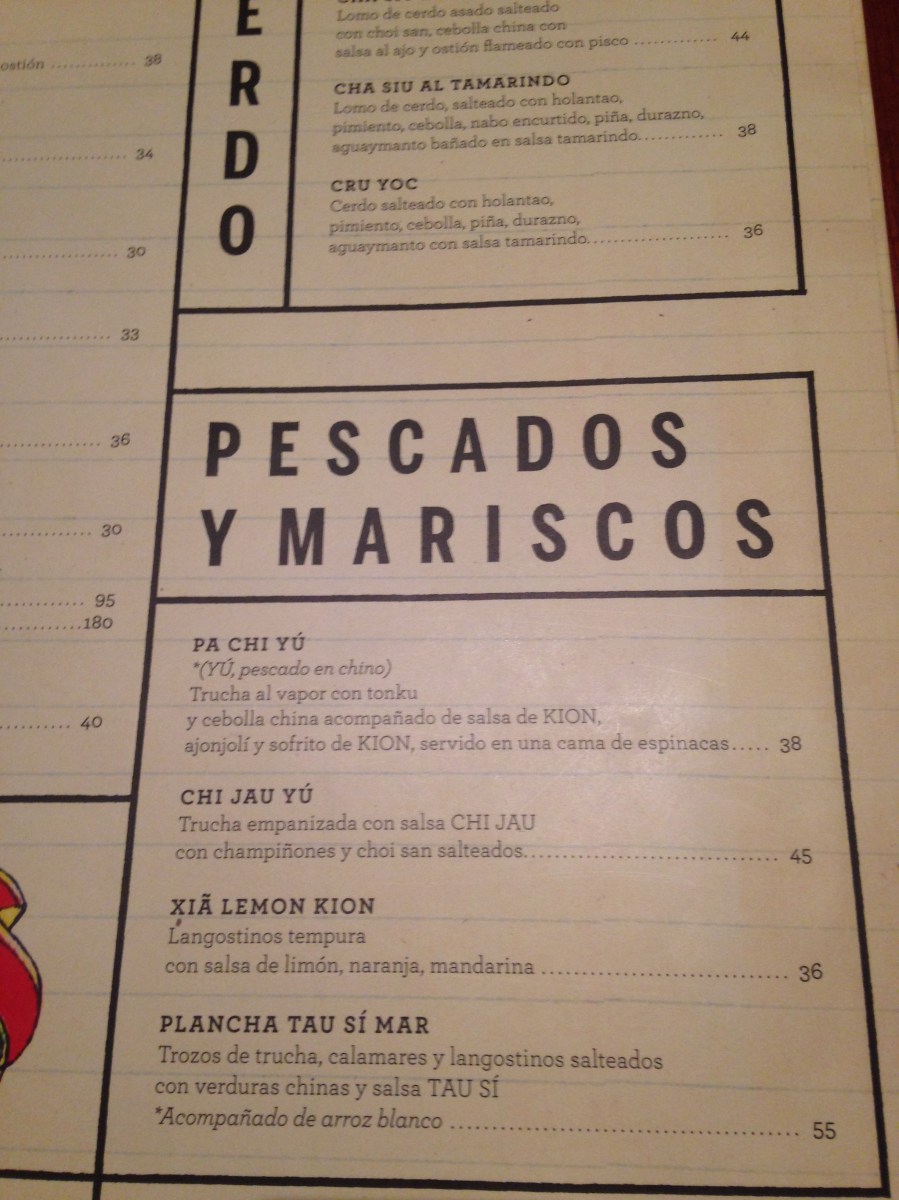 ostión .............. 38
.................... 34
.................... 30
.................... 33
.................. 36
................ 30
............ 95
............180
.......... 40
ERDO
Lomo de cerdo asado salteado
con choi san, cebolla china con
salsa al ajo y ostión flameado con pisco .............. 44
CHA SIU AL TAMARINDO
Lomo de cerdo, salteado con holantao,
pimiento, cebolla, nabo encurtido, piña, durazno,
aguaymanto bañado en salsa tamarindo.............. 38
CRU YOC
Cerdo salteado con holantao,
pimiento, cebolla, piña, durazno,
aguaymanto con salsa tamarindo........................ 36
PESCADOS
Y MARISCOS
PA CHI YÚ
*(YÚ, pescado en chino)
Trucha al vapor con tonku
y cebolla china acompañado de salsa de KION,
ajonjolí y sofrito de KION, servido en una cama de espinacas..... 38
CHI JAU YÚ
Trucha empanizada con salsa CHI JAU
con champiñones y choi san salteados.................................. 45
XIÃ LEMON KION
Langostinos tempura
con salsa de limón, naranja, mandarina ................................ 36
PLANCHA TAU SÍ MAR
Trozos de trucha, calamares y langostinos salteados
con verduras chinas y salsa TAU SÍ
*Acompañado de arroz blanco ............................................. 55